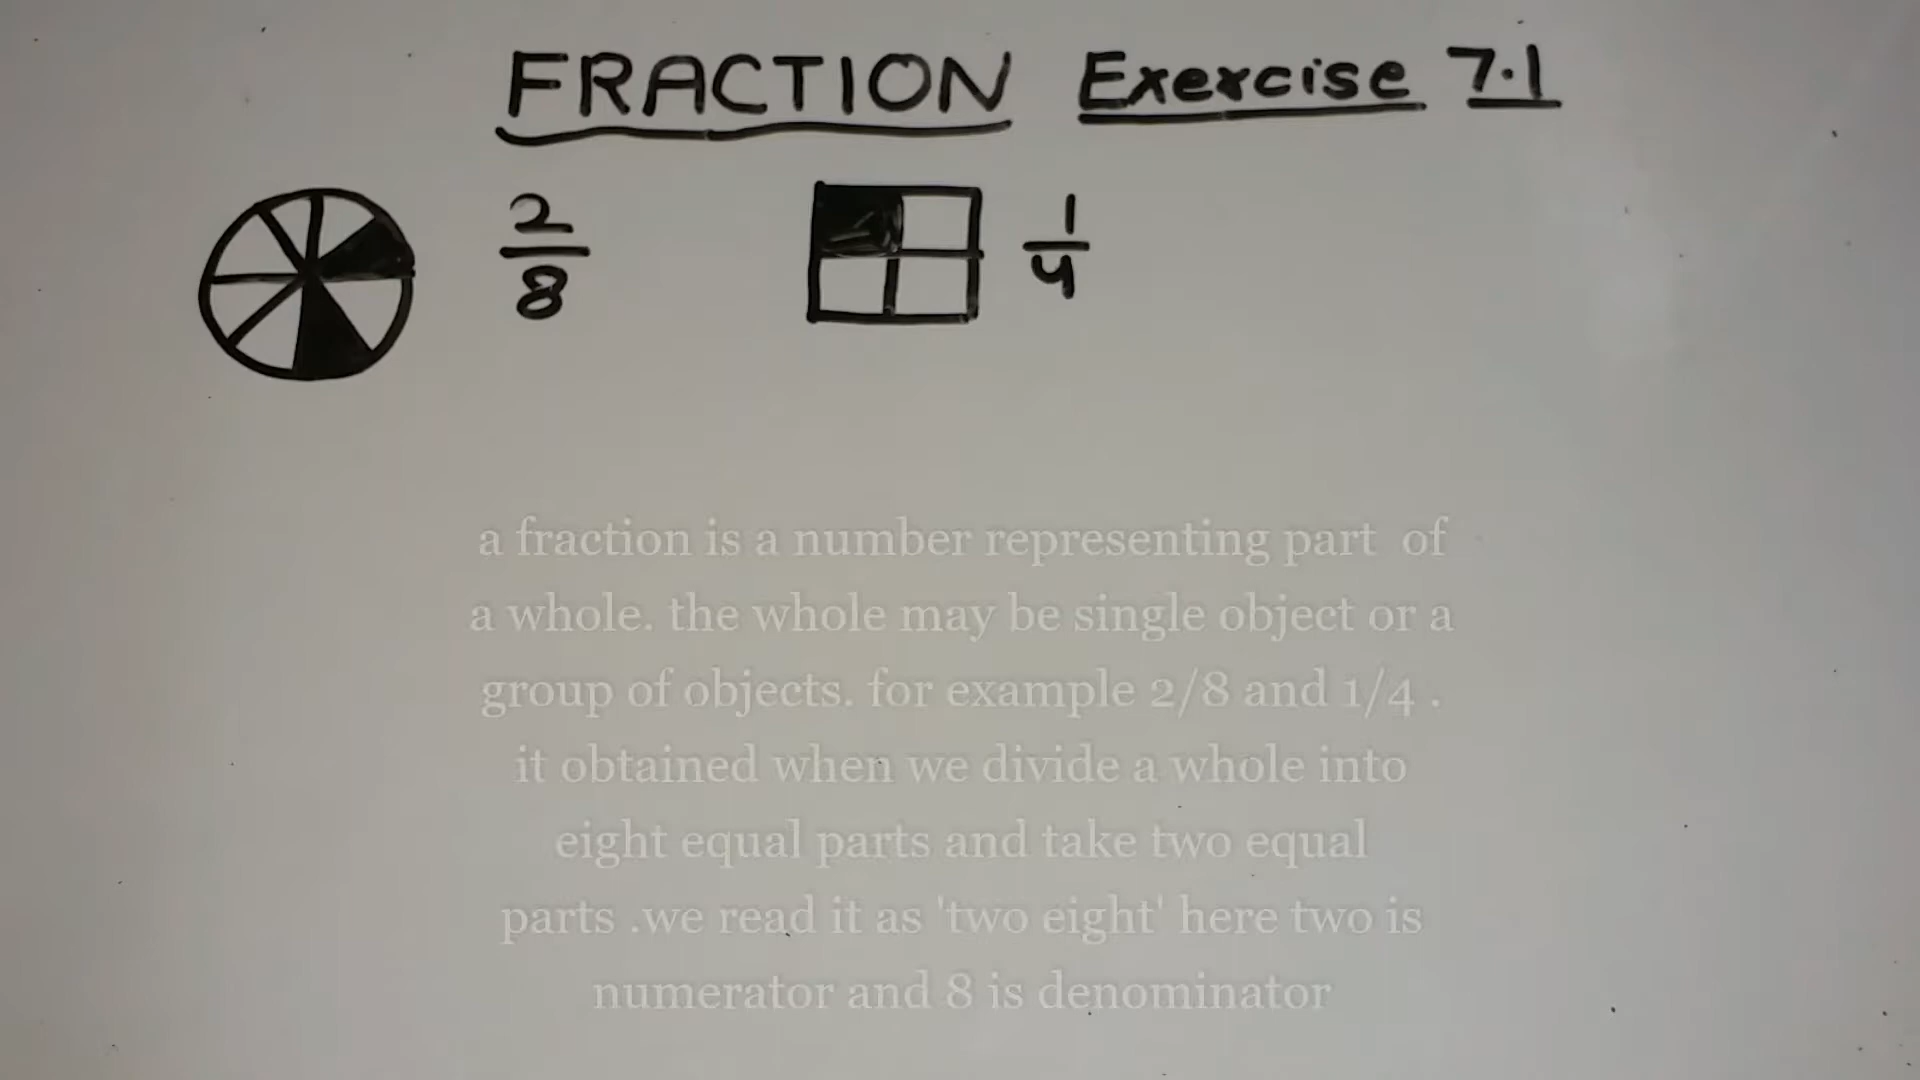 FRACTION Exercise 7.1
2/8 1/4
a fraction is a number representing part of
a whole. the whole may be single object or a
group of objects. for example 2/8 and 1/4 .
it obtained when we divide a whole into
eight equal parts and take two equal
parts .we read it as 'two eight' here two is
numerator and 8 is denominator